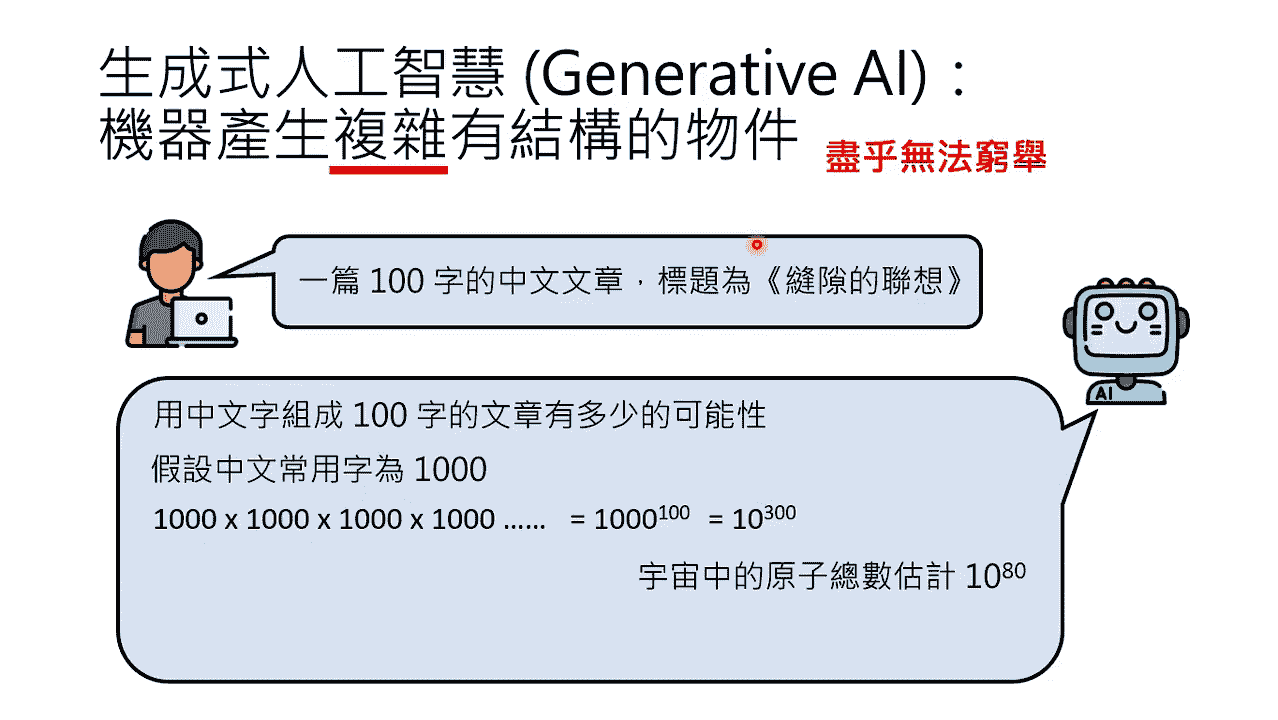 生成式人工智慧 (Generative AI)：
機器產生複雜有結構的物件
盡乎無法窮舉
一篇 100 字的中文文章，標題為《縫隙的聯想》
AI
用中文字組成 100 字的文章有多少的可能性
假設中文常用字為 1000
1000 x 1000 x 1000 x 1000 …… = 1000¹⁰⁰ = 10³⁰⁰
宇宙中的原子總數估計 10⁸⁰